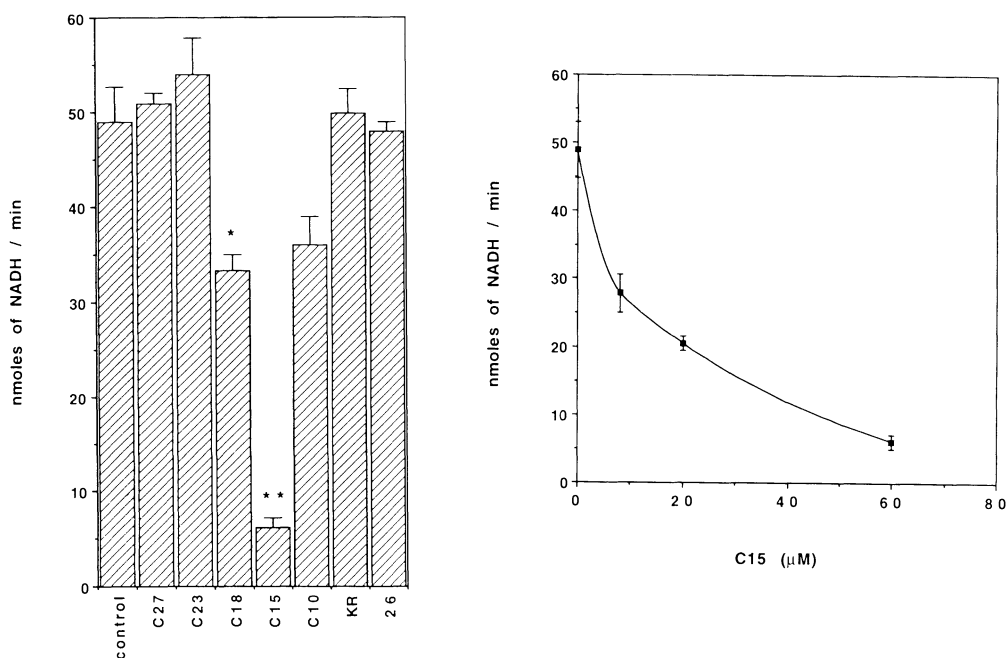 60
50
40
30
20
10
0
nmoles of NADH / min
*
* *
control
C27
C23
C18
C15
C10
KR
26
60
50
40
30
20
10
0
nmoles of NADH / min
0 20 40 60 80
C15 (μM)